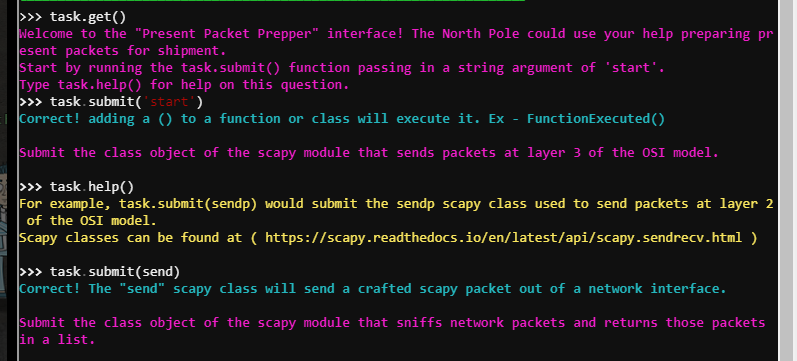 >>> task.get()
Welcome to the "Present Packet Prepper" interface! The North Pole could use your help preparing pr
esent packets for shipment.
Start by running the task.submit() function passing in a string argument of 'start'.
Type task.help() for help on this question.
>>> task.submit('start')
Correct! adding a () to a function or class will execute it. Ex - FunctionExecuted()
Submit the class object of the scapy module that sends packets at layer 3 of the OSI model.
>>> task.help()
For example, task.submit(sendp) would submit the sendp scapy class used to send packets at layer 2
 of the OSI model.
Scapy classes can be found at ( https://scapy.readthedocs.io/en/latest/api/scapy.sendrecv.html )
>>> task.submit(send)
Correct! The "send" scapy class will send a crafted scapy packet out of a network interface.
Submit the class object of the scapy module that sniffs network packets and returns those packets
in a list.